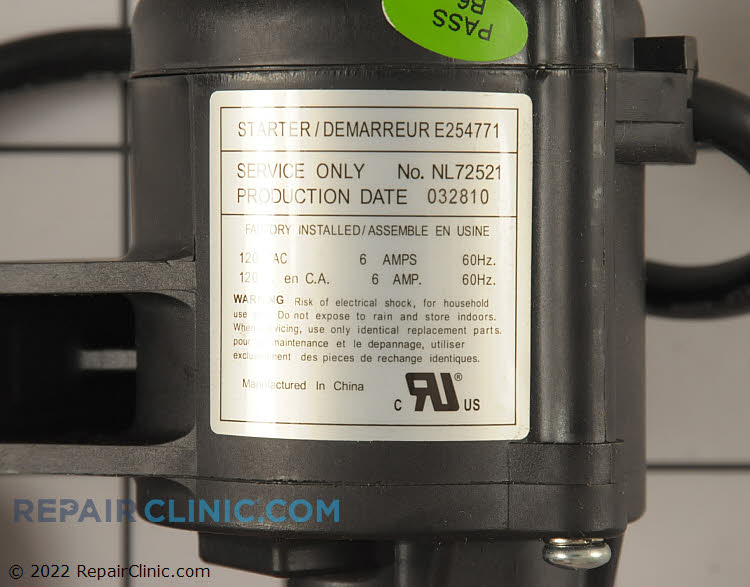 PASS
B6
STARTER/DEMARREUR E254771
SERVICE ONLY No. NL72521
PRODUCTION DATE 032810
INSTALLED/ASSEMBLE EN USINE
6 AMPS 60Hz.
en C.A. 6 AMP. 60Hz.
Risk of electrical shock, for household
Do not expose to rain and store indoors.
use only identical replacement parts.
maintenance et le depannage, utiliser
des pieces de rechange identiques.
Manufactured In China
C RU ® US
REPAIRCLINIC.COM
© 2022 RepairClinic.com